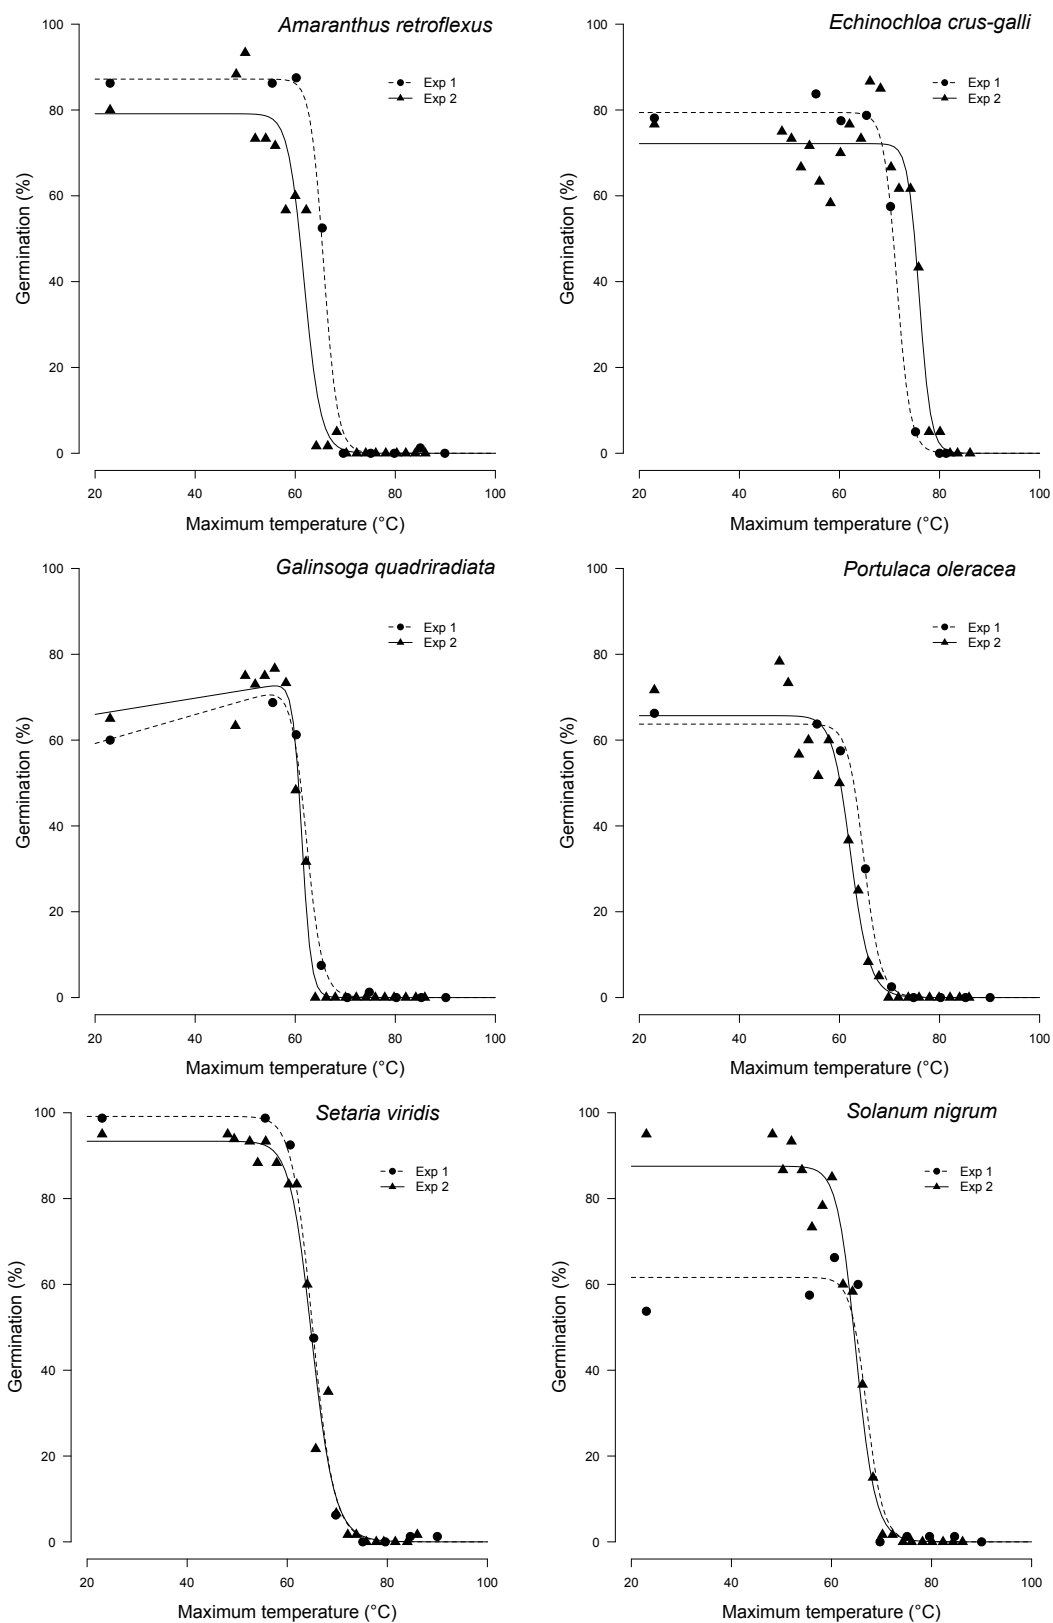 Amaranthus retroflexus
Exp 1
Exp 2
Germination (%)
100
80
60
40
20
0
20 40 60 80 100
Maximum temperature (°C)
Echinochloa crus-galli
Exp 1
Exp 2
Germination (%)
100
80
60
40
20
0
20 40 60 80 100
Maximum temperature (°C)
Galinsoga quadriradiata
Exp 1
Exp 2
Germination (%)
100
80
60
40
20
0
20 40 60 80 100
Maximum temperature (°C)
Portulaca oleracea
Exp 1
Exp 2
Germination (%)
100
80
60
40
20
0
20 40 60 80 100
Maximum temperature (°C)
Setaria viridis
Exp 1
Exp 2
Germination (%)
100
80
60
40
20
0
20 40 60 80 100
Maximum temperature (°C)
Solanum nigrum
Exp 1
Exp 2
Germination (%)
100
80
60
40
20
0
20 40 60 80 100
Maximum temperature (°C)